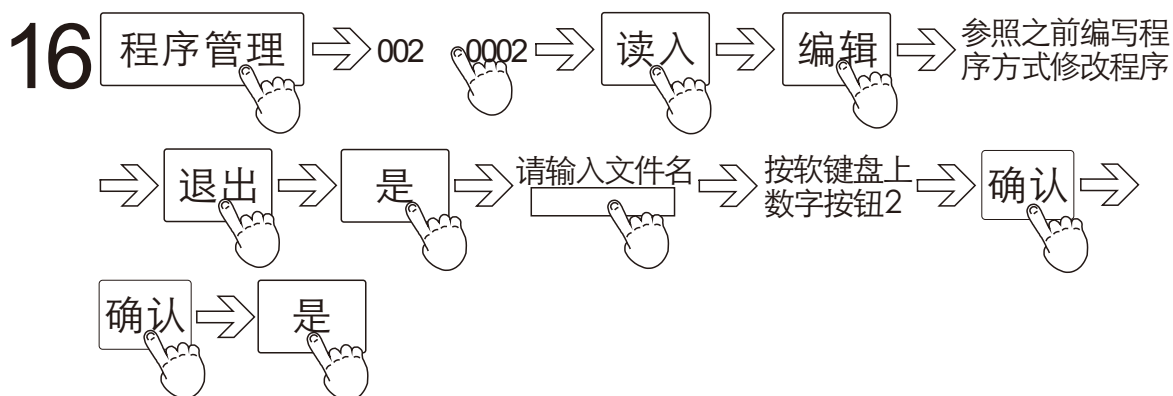 16 程序管理 002 0002 读入 编辑 参照之前编写程
序方式修改程序
退出 是 请输入文件名 按软键盘上
数字按钮2 确认
确认 是